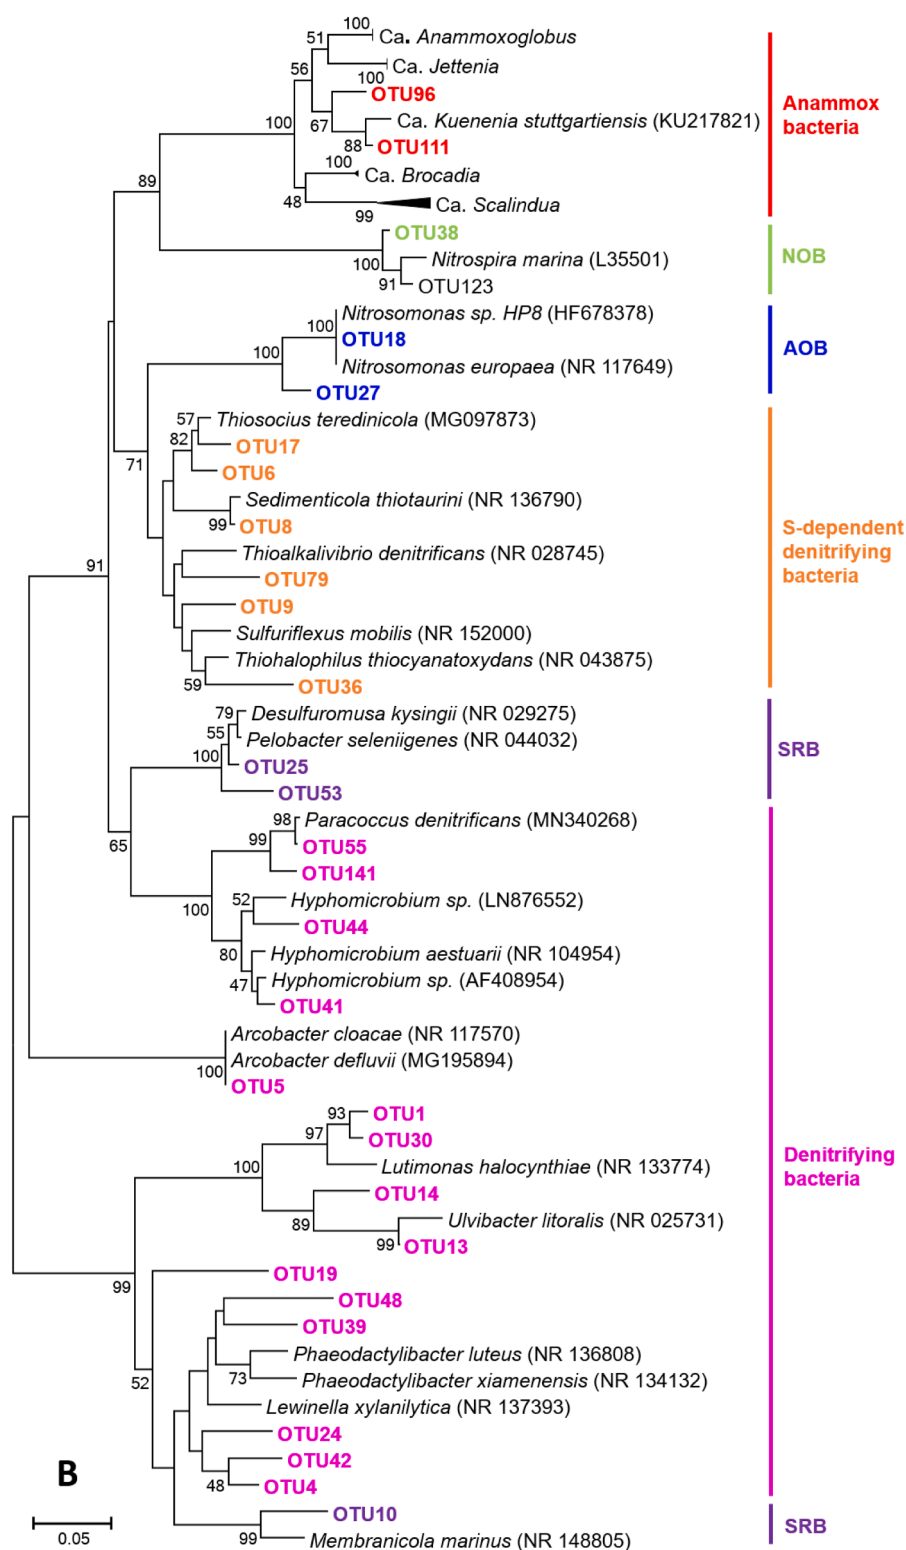 100
51
Ca. Anammoxoglobus
56
Ca. Jettenia
100
OTU96
Anammox
bacteria
100
67
Ca. Kuenenia stuttgartiensis (KU217821)
88
OTU111
100
Ca. Brocadia
89
48
99
Ca. Scalindua
OTU38
100
Nitrospira marina (L35501)
NOB
91
OTU123
Nitrosomonas sp. HP8 (HF678378)
100
OTU18
AOB
100
Nitrosomonas europaea (NR 117649)
OTU27
57
Thiosocius teredinicola (MG097873)
82
OTU17
71
OTU6
Sedimenticola thiotaurini (NR 136790)
99
OTU8
S-dependent
denitrifying
bacteria
Thioalkalivibrio denitrificans (NR 028745)
91
OTU79
OTU9
Sulfuriflexus mobilis (NR 152000)
Thiohalophilus thiocyanatoxydans (NR 043875)
59
OTU36
79
Desulfuromusa kysingii (NR 029275)
55
Pelobacter seleniigenes (NR 044032)
SRB
100
OTU25
OTU53
98
Paracoccus denitrificans (MN340268)
99
OTU55
65
OTU141
100
52
Hyphomicrobium sp. (LN876552)
OTU44
80
Hyphomicrobium aestuarii (NR 104954)
47
Hyphomicrobium sp. (AF408954)
OTU41
Arcobacter cloacae (NR 117570)
Arcobacter defluvii (MG195894)
100
OTU5
93
OTU1
97
OTU30
100
Lutimonas halocynthiae (NR 133774)
Denitrifying
bacteria
OTU14
89
Ulvibacter litoralis (NR 025731)
99
OTU13
99
OTU19
OTU48
OTU39
Phaeodactylibacter luteus (NR 136808)
73
52
Phaeodactylibacter xiamenensis (NR 134132)
Lewinella xylanilytica (NR 137393)
OTU24
OTU42
48
OTU4
B
OTU10
0.05
99
Membranicola marinus (NR 148805)
SRB